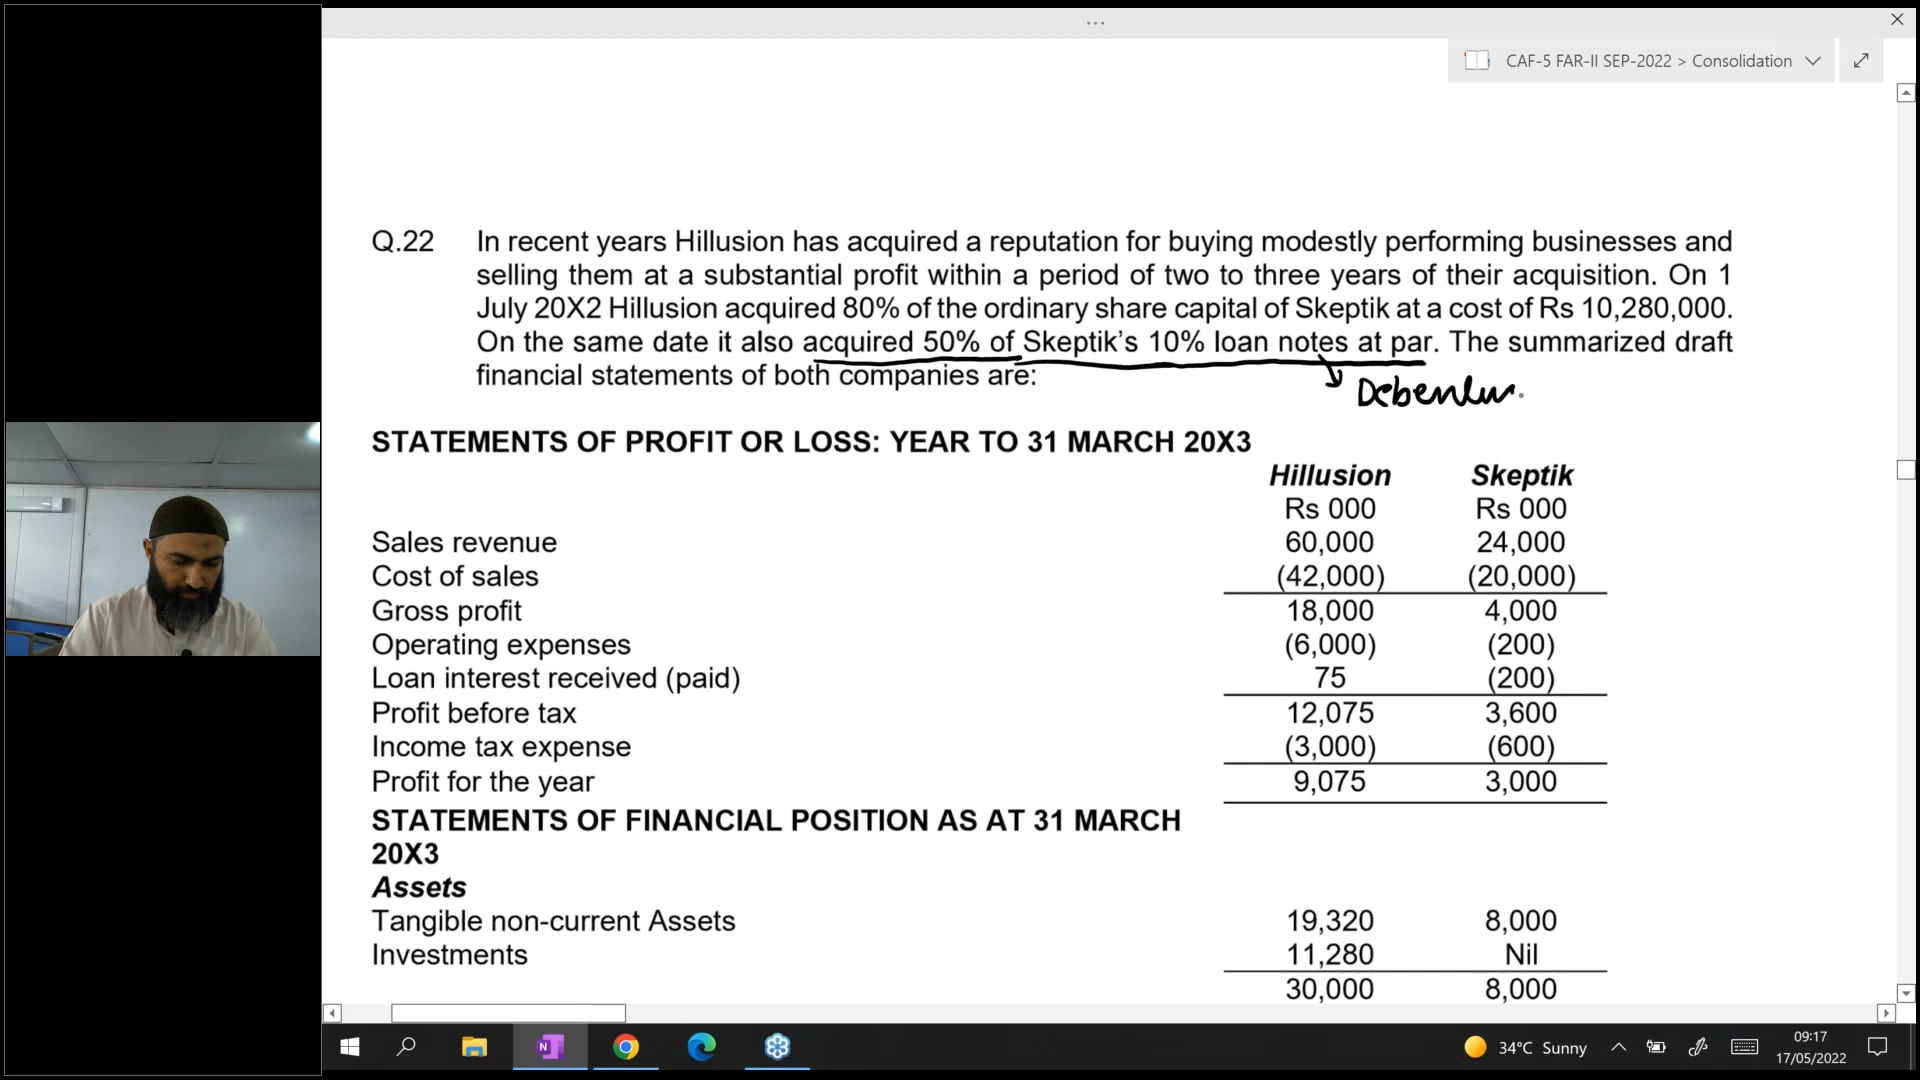 CAF-5 FAR-II SEP-2022 > Consolidation
Q.22 In recent years Hillusion has acquired a reputation for buying modestly performing businesses and
selling them at a substantial profit within a period of two to three years of their acquisition. On 1
July 20X2 Hillusion acquired 80% of the ordinary share capital of Skeptik at a cost of Rs 10,280,000.
On the same date it also acquired 50% of Skeptik’s 10% loan notes at par. The summarized draft
financial statements of both companies are:
STATEMENTS OF PROFIT OR LOSS: YEAR TO 31 MARCH 20X3
Hillusion Skeptik
Rs 000 Rs 000
Sales revenue 60,000 24,000
Cost of sales (42,000) (20,000)
Gross profit 18,000 4,000
Operating expenses (6,000) (200)
Loan interest received (paid) 75 (200)
Profit before tax 12,075 3,600
Income tax expense (3,000) (600)
Profit for the year 9,075 3,000
STATEMENTS OF FINANCIAL POSITION AS AT 31 MARCH
20X3
Assets
Tangible non-current Assets 19,320 8,000
Investments 11,280 Nil
30,000 8,000
34°C Sunny
09:17
17/05/2022